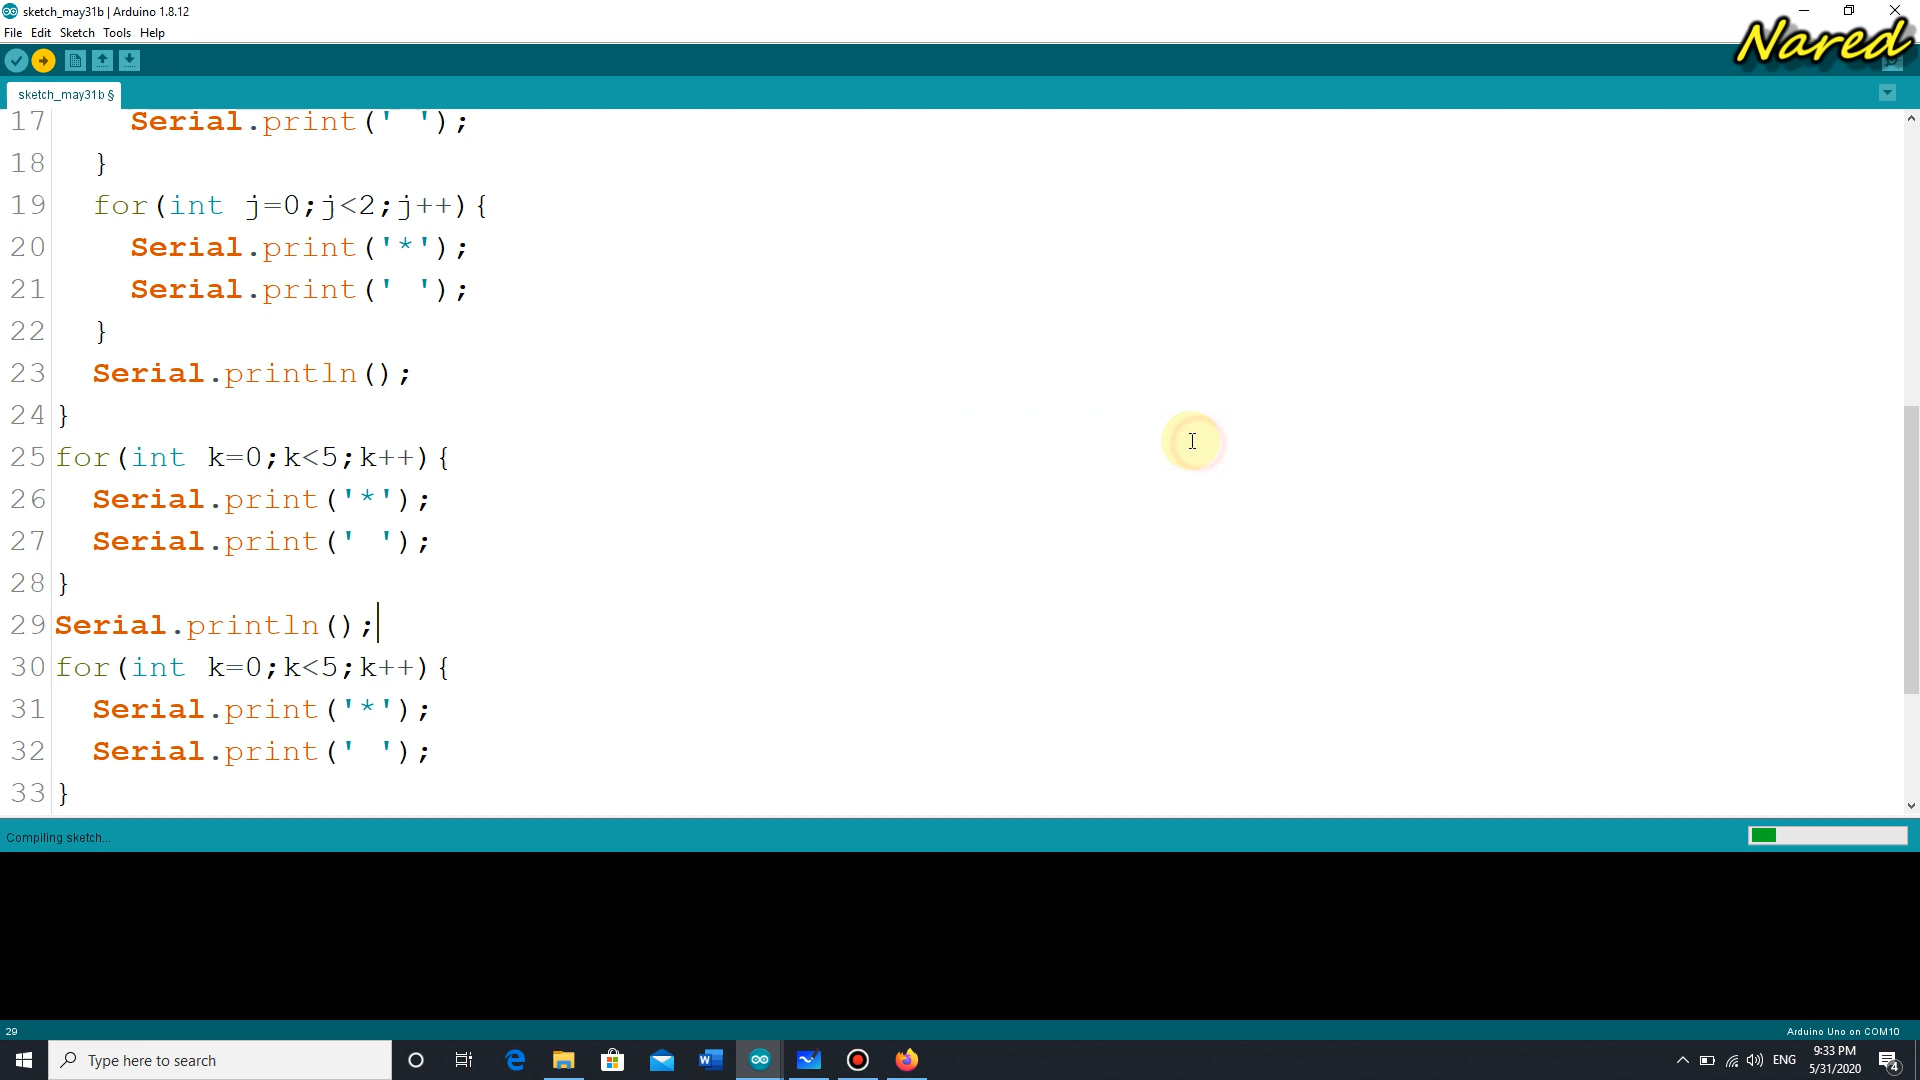 sketch_may31b | Arduino 1.8.12
File Edit Sketch Tools Help
Nared
sketch_may31b §
17 Serial.print(' ');
18 }
19 for(int j=0;j<2;j++){
20 Serial.print('*');
21 Serial.print(' ');
22 }
23 Serial.println();
24 }
25 for(int k=0;k<5;k++){
26 Serial.print('*');
27 Serial.print(' ');
28 }
29 Serial.println();
30 for(int k=0;k<5;k++){
31 Serial.print('*');
32 Serial.print(' ');
33 }
Compiling sketch...
29
Arduino Uno on COM10
Type here to search
ENG
9:33 PM
5/31/2020
4